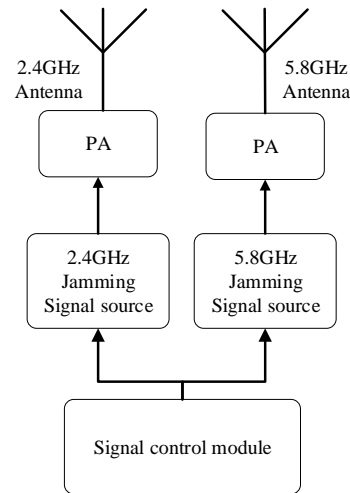 2.4GHz
Antenna
5.8GHz
Antenna
PA
PA
2.4GHz
Jamming
Signal source
5.8GHz
Jamming
Signal source
Signal control module